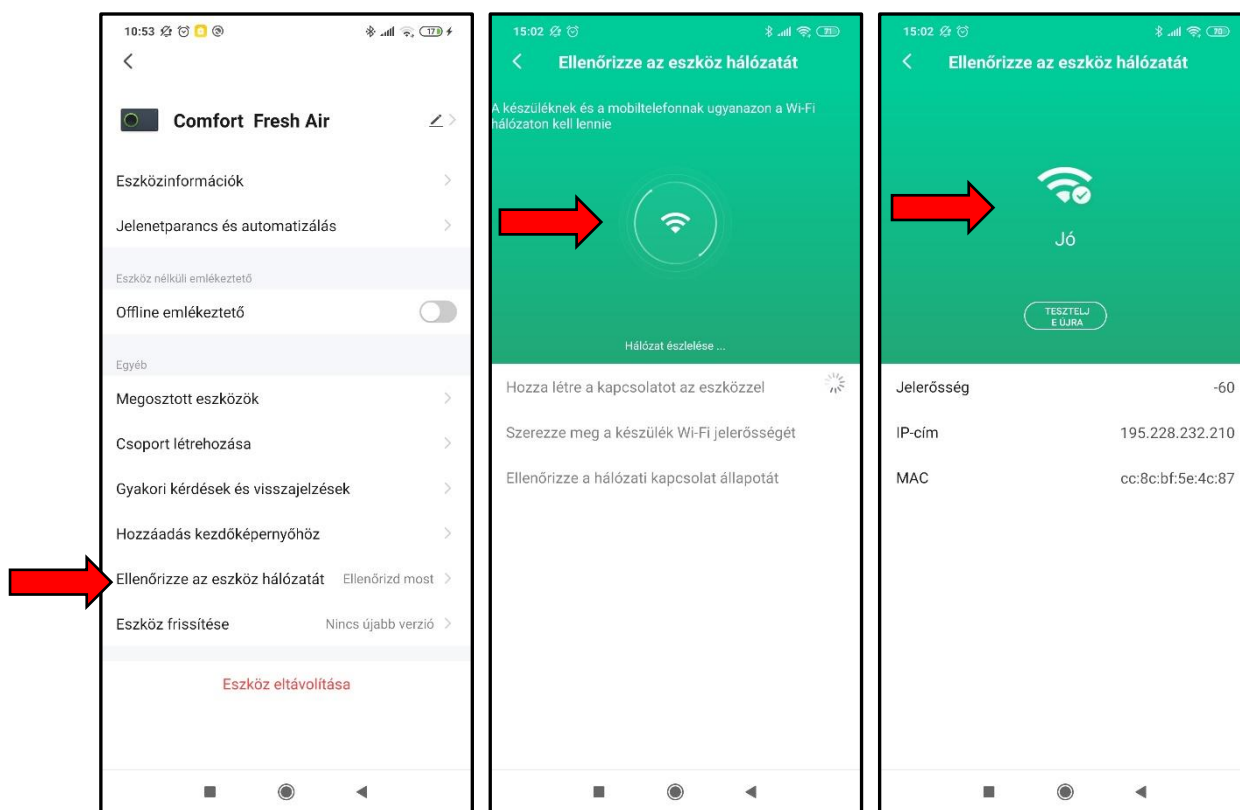 10:53
17
Comfort Fresh Air
Eszközinformációk
Jelenetparancs és automatizálás
Eszköz nélküli emlékeztető
Offline emlékeztető
Egyéb
Megosztott eszközök
Csoport létrehozása
Gyakori kérdések és visszajelzések
Hozzáadás kezdőképernyőhöz
Ellenőrizze az eszköz hálózatát Ellenőrizd most
Eszköz frissítése Nincs újabb verzió
Eszköz eltávolítása
15:02
Ellenőrizze az eszköz hálózatát
A készüléknek és a mobiltelefonnak ugyanazon a Wi-Fi
hálózaton kell lennie
Hálózat észlelése ...
Hozza létre a kapcsolatot az eszközzel
Szerezze meg a készülék Wi-Fi jelerősségét
Ellenőrizze a hálózati kapcsolat állapotát
15:02
70
Ellenőrizze az eszköz hálózatát
Jó
TESZTELJ
E ÚJRA
Jelerősség -60
IP-cím 195.228.232.210
MAC cc:8c:bf:5e:4c:87